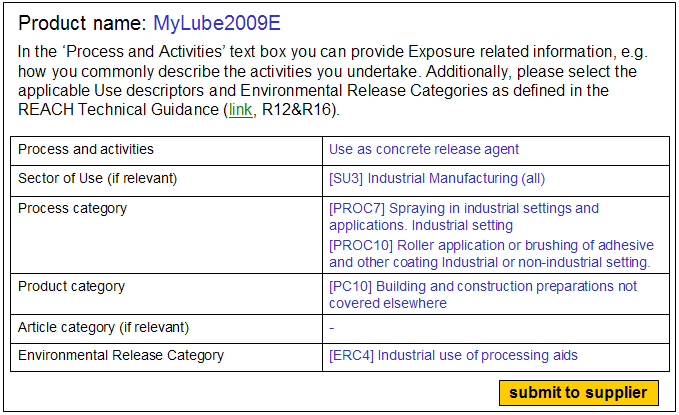 Product name: MyLube2009E
In the ‘Process and Activities’ text box you can provide Exposure related information, e.g.
how you commonly describe the activities you undertake. Additionally, please select the
applicable Use descriptors and Environmental Release Categories as defined in the
REACH Technical Guidance (link, R12&R16).
Process and activities
Use as concrete release agent
Sector of Use (if relevant)
[SU3] Industrial Manufacturing (all)
Process category
[PROC7] Spraying in industrial settings and
applications. Industrial setting
[PROC10] Roller application or brushing of adhesive
and other coating Industrial or non-industrial setting.
Product category
[PC10] Building and construction preparations not
covered elsewhere
Article category (if relevant)
-
Environmental Release Category
[ERC4] Industrial use of processing aids
submit to supplier